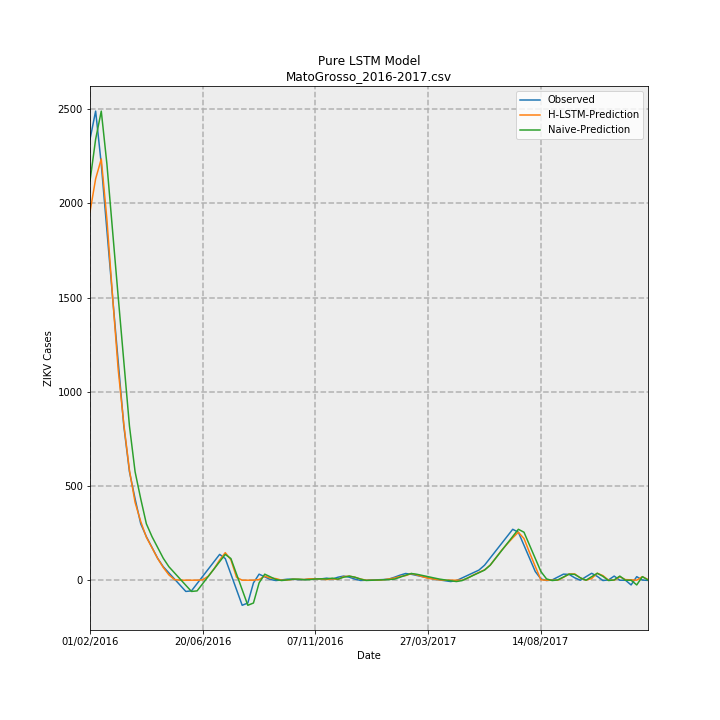 Pure LSTM Model
MatoGrosso_2016-2017.csv
Observed
H-LSTM-Prediction
Naive-Prediction
2500
2000
1500
1000
500
0
ZIKV Cases
01/02/2016
20/06/2016
07/11/2016
27/03/2017
14/08/2017
Date